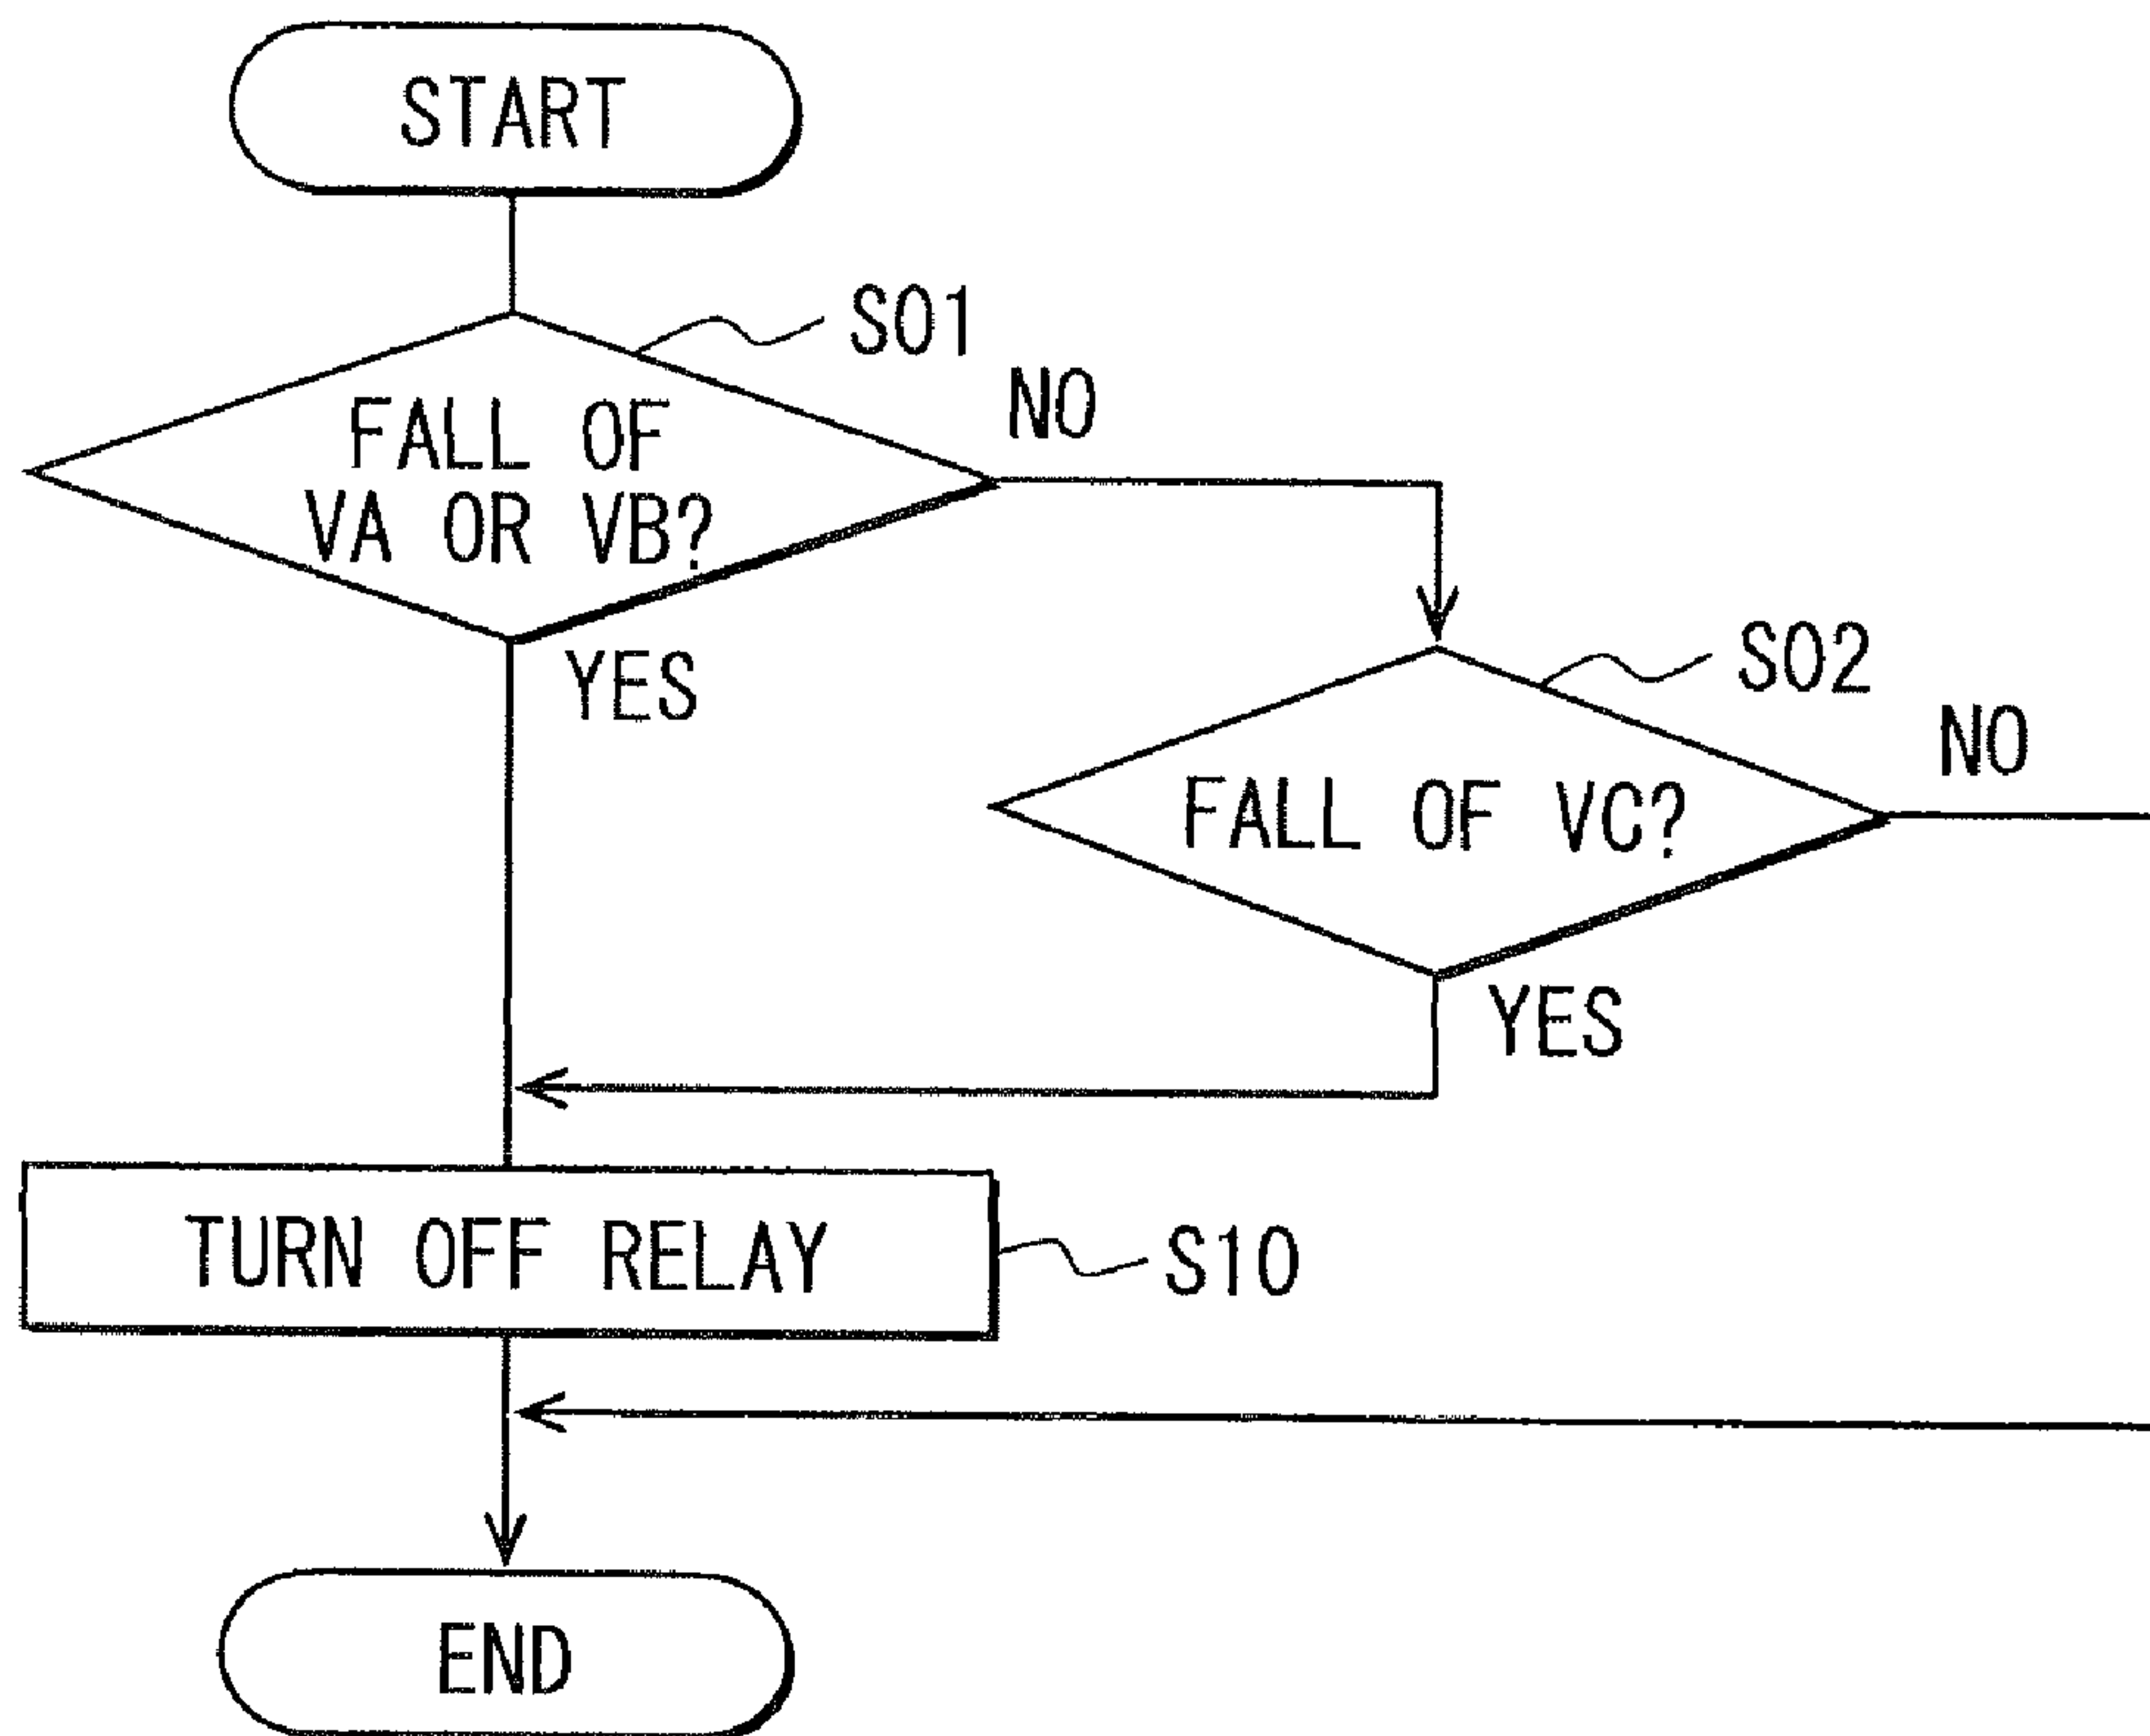 START
S01
FALL OF
VA OR VB?
NO
YES
S02
FALL OF VC?
NO
YES
TURN OFF RELAY
S10
END